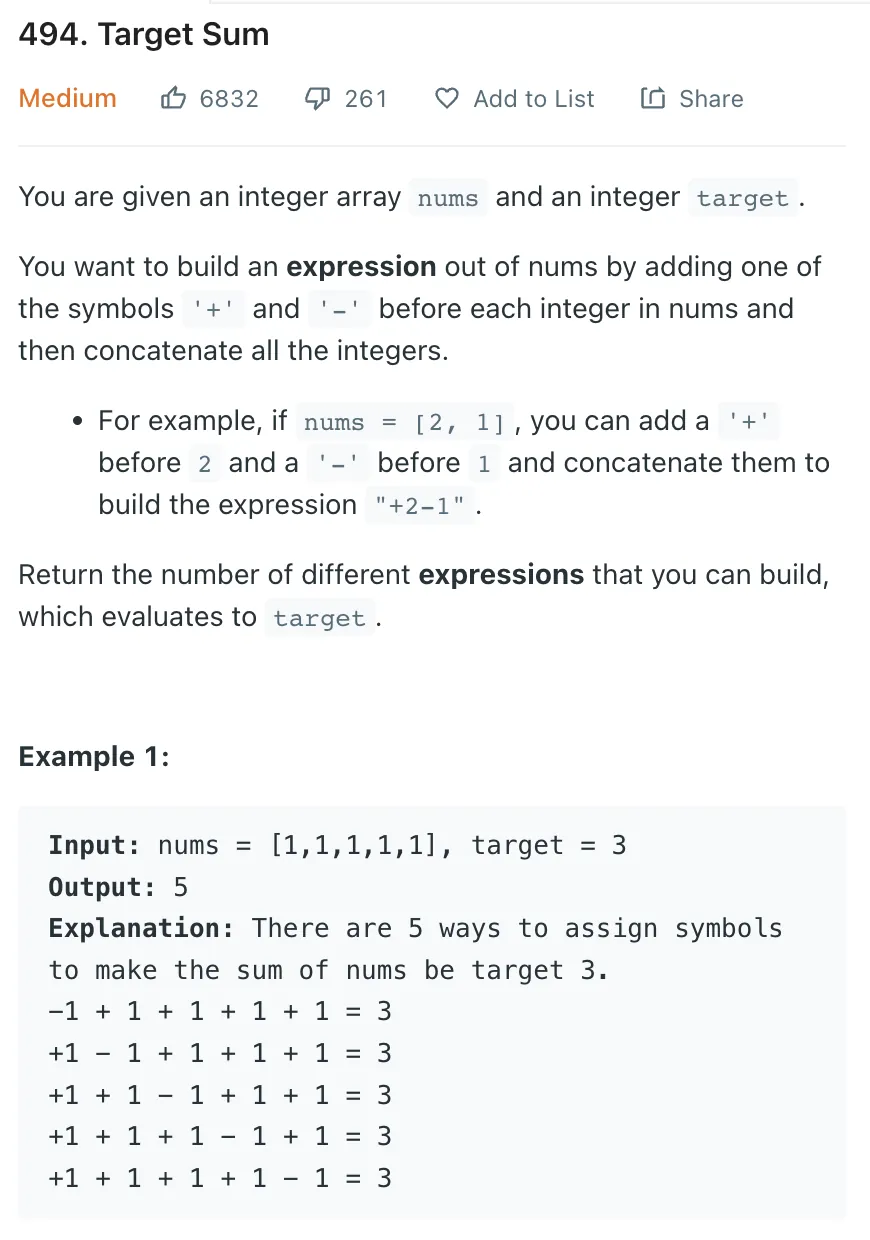 494. Target Sum
Medium 6832 261 Add to List Share
You are given an integer array nums and an integer target.
You want to build an expression out of nums by adding one of
the symbols '+' and '-' before each integer in nums and
then concatenate all the integers.
• For example, if nums = [2, 1], you can add a '+'
before 2 and a '-' before 1 and concatenate them to
build the expression "+2-1".
Return the number of different expressions that you can build,
which evaluates to target.
Example 1:
Input: nums = [1,1,1,1,1], target = 3
Output: 5
Explanation: There are 5 ways to assign symbols
to make the sum of nums be target 3.
-1 + 1 + 1 + 1 + 1 = 3
+1 - 1 + 1 + 1 + 1 = 3
+1 + 1 - 1 + 1 + 1 = 3
+1 + 1 + 1 - 1 + 1 = 3
+1 + 1 + 1 + 1 - 1 = 3